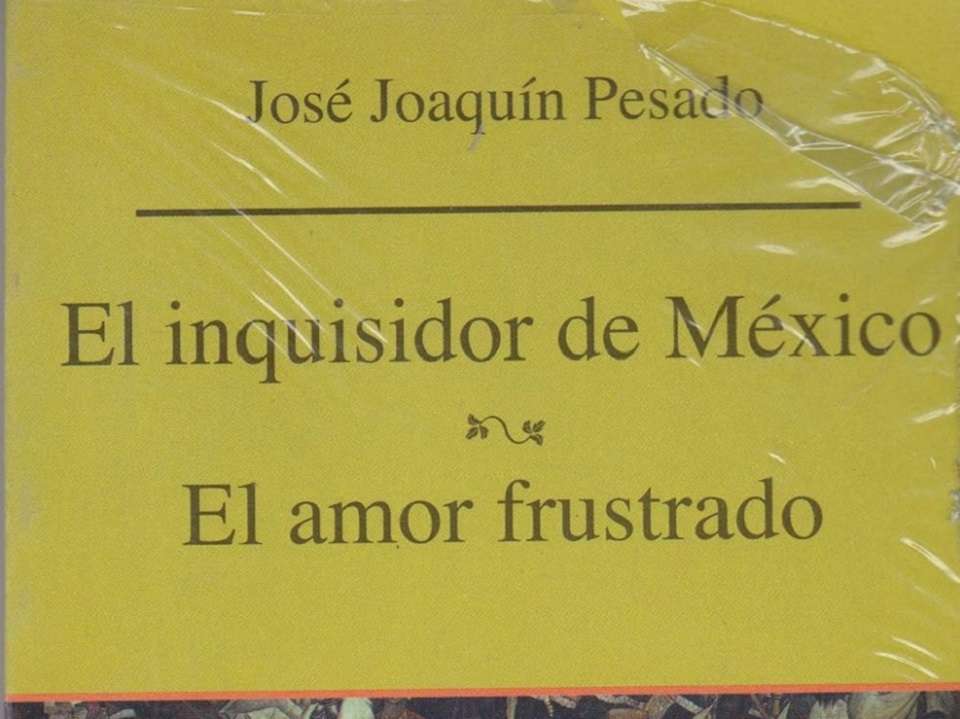 José Joaquín Pesado
El inquisidor de México
El amor frustrado